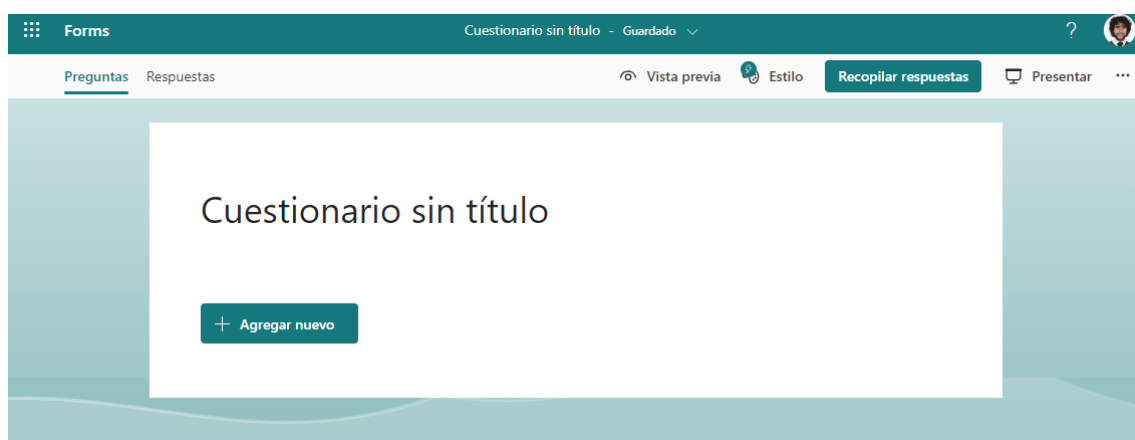 Forms
Cuestionario sin título - Guardado
?
Preguntas Respuestas Vista previa Estilo Recopilar respuestas Presentar ...
Cuestionario sin título
+ Agregar nuevo